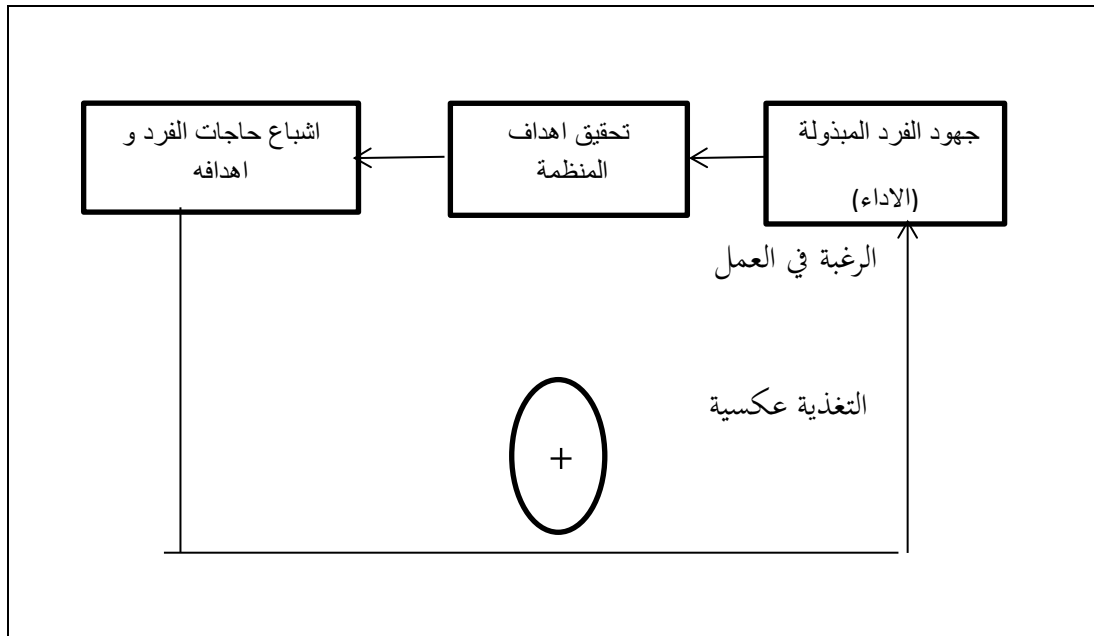 جهود الفرد المبذولة
(الاداء)
تحقيق اهداف
المنظمة
اشباع حاجات الفرد و
اهدافه
الرغبة في العمل
التغذية عكسية
+